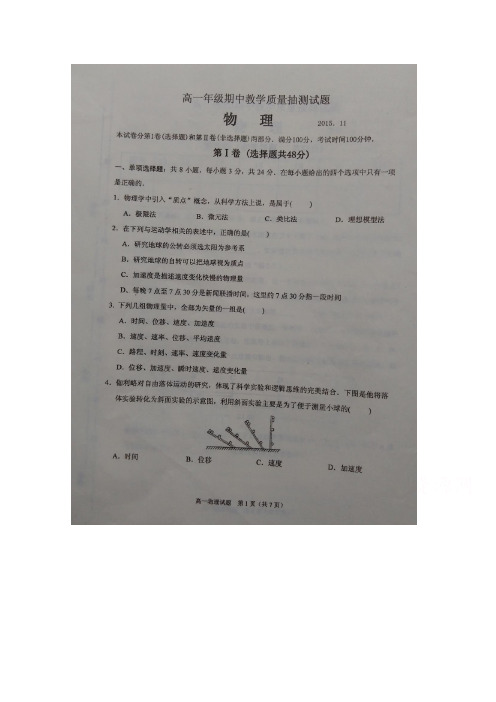 高一年级期中教学质量抽测试题
物 理 2015．11
本试卷分第Ⅰ卷(选择题)和第Ⅱ卷(非选择题)两部分．满分100分，考试时间100分钟．
第Ⅰ卷 (选择题共48分)
一、单项选择题：共 8 小题，每小题 3 分，共 24 分．在每小题给出的四个选项中只有一项
是正确的．
1．物理学中引入“质点”概念，从科学方法上说，是属于( )
A．极限法 B．微元法 C．类比法 D．理想模型法
2．在下列与运动学相关的表述中，正确的是( )
A．研究地球的公转必须选太阳为参考系
B．研究地球的自转可以把地球视为质点
C．加速度是描述速度变化快慢的物理量
D．每晚 7 点至 7 点 30 分是新闻联播时间，这里的 7 点 30 分指一段时间
3．下列几组物理量中，全部为矢量的一组是( )
A．时间、位移、速度、加速度
B．速度、速率、位移、平均速度
C．路程、时刻、速率、速度变化量
D．位移、加速度、瞬时速度、速度变化量
4．伽利略对自由落体运动的研究，体现了科学实验和逻辑思维的完美结合．下图是他将落
体实验转化为斜面实验的示意图，利用斜面实验主要是为了便于测量小球的( )
A．时间 B．位移 C．速度 D．加速度
高一物理试题 第 1 页（共 7 页）